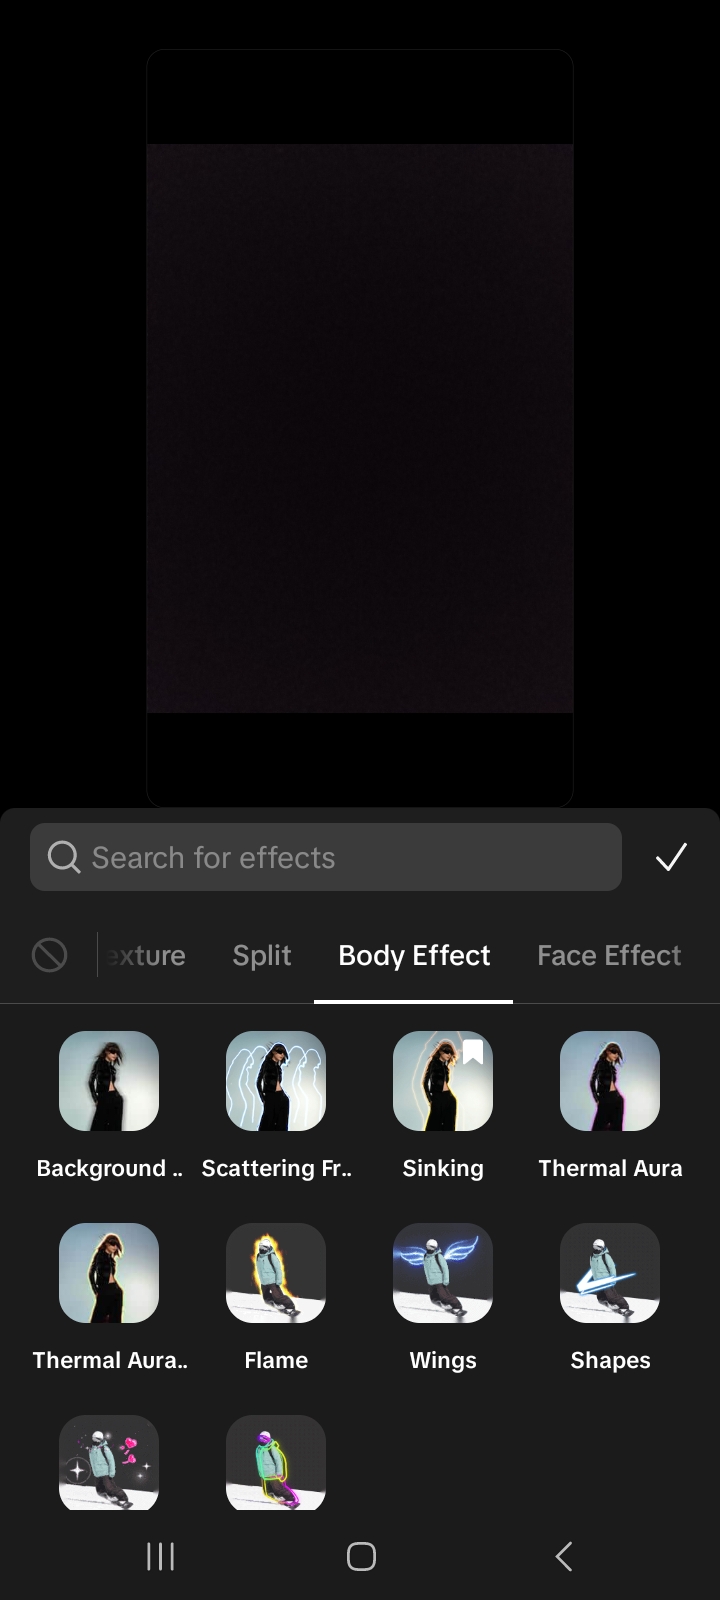 Search for effects
exture Split Body Effect Face Effect
Background .. Scattering Fr.. Sinking Thermal Aura
Thermal Aura.. Flame Wings Shapes